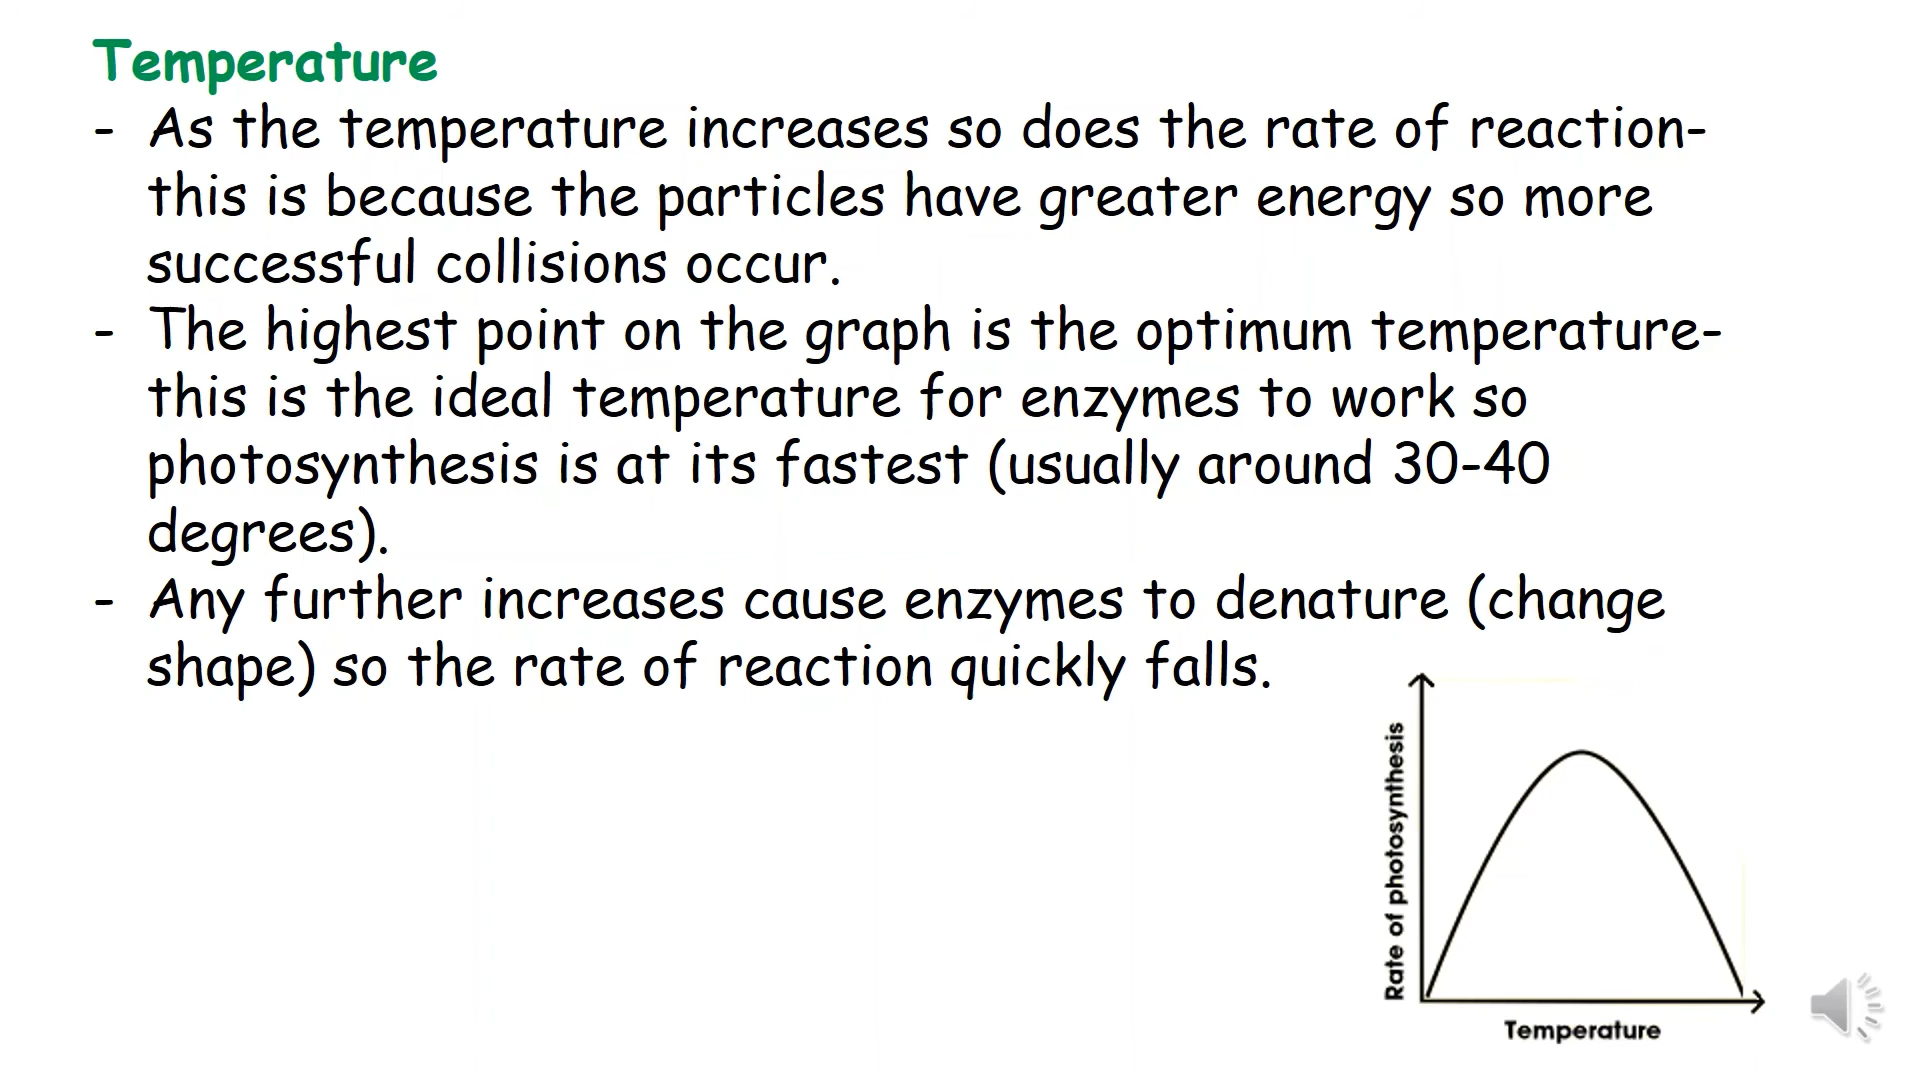 Temperature
- As the temperature increases so does the rate of reaction-
this is because the particles have greater energy so more
successful collisions occur.
- The highest point on the graph is the optimum temperature-
this is the ideal temperature for enzymes to work so
photosynthesis is at its fastest (usually around 30-40
degrees).
- Any further increases cause enzymes to denature (change
shape) so the rate of reaction quickly falls.
Rate of photosynthesis
Temperature